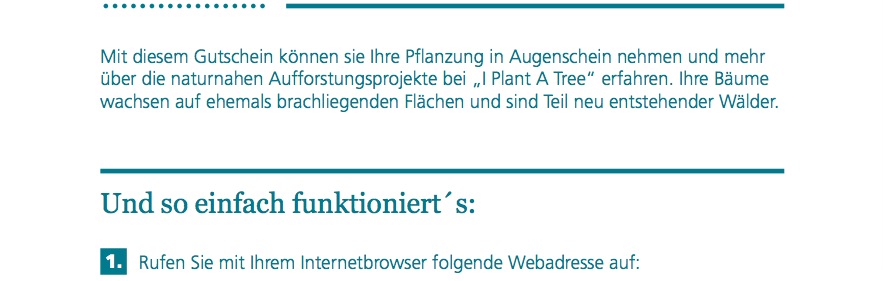 Mit diesem Gutschein können sie Ihre Pflanzung in Augenschein nehmen und mehr
über die naturnahen Aufforstungsprojekte bei „I Plant A Tree“ erfahren. Ihre Bäume
wachsen auf ehemals brachliegenden Flächen und sind Teil neu entstehender Wälder.
Und so einfach funktioniert´s:
1. Rufen Sie mit Ihrem Internetbrowser folgende Webadresse auf: